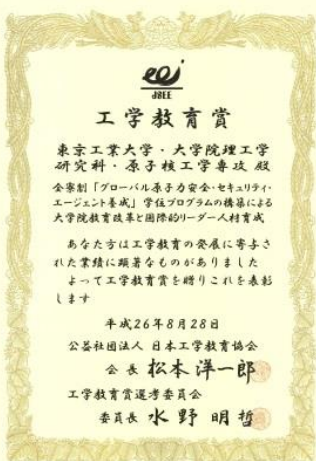 eej
JSEE
工学教育賞
東京工業大学・大学院理工学
研究科・原子核工学専攻 殿
全寮制「グローバル原子力安全・セキュリティ・
エージェント養成」学位プログラムの構築による
大学院教育改革と国際的リーダー人材育成
あなた方は工学教育の発展に寄与さ
れた業績に顕著なものがありました
よって工学教育賞を贈りこれを表彰
します
平成26年8月28日
公益社団法人 日本工学教育協会
会長 松本洋一郎
工学教育賞選考委員会
委員長 水野明哲